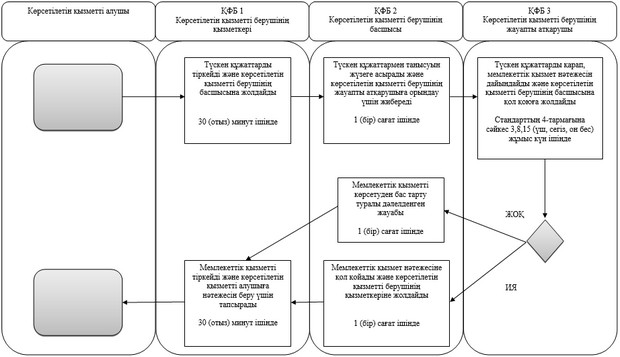 Көрсетілетін қызметті алушы
ҚФБ 1
Көрсетілетін қызметті берушінің
қызметкері
ҚФБ 2
Көрсетілетін қызметті берушінің
басшысы
ҚФБ 3
Көрсетілетін қызметті берушінің
жауапты атқарушы
Түскен құжаттарды
тіркейді және көрсетілетін
қызметті берушінің
басшысына жолдайды
30 (отыз) минут ішінде
Түскен құжаттармен танысуын
жүзеге асырады және
көрсетілетін қызметті берушінің
жауапты атқарушыға орындау
үшін жібереді
1 (бір) сағат ішінде
Түскен құжаттарды қарап,
мемлекеттік қызмет нәтежесін
дайындайды және көрсетілетін
қызметті берушінің басшысына
қол қоюға жолдайды
Стандарттың 4-тармағына
сәйкес 3,8,15 (үш, сегіз, он бес)
жұмыс күн ішінде
Мемлекеттік қызметті
көрсетуден бас тарту
туралы дәлелденген
жауабы
1 (бір) сағат ішінде
ЖОҚ
ИЯ
Мемлекеттік қызметті
тіркейді және көрсетілетін
қызметті алушыға
нәтежесін беру үшін
тапсырады
30 (отыз) минут ішінде
Мемлекеттік қызмет нәтежесіне
қол қойады және көрсетілетін
қызметті берушінің
қызметкеріне жолдайды
1 (бір) сағат ішінде